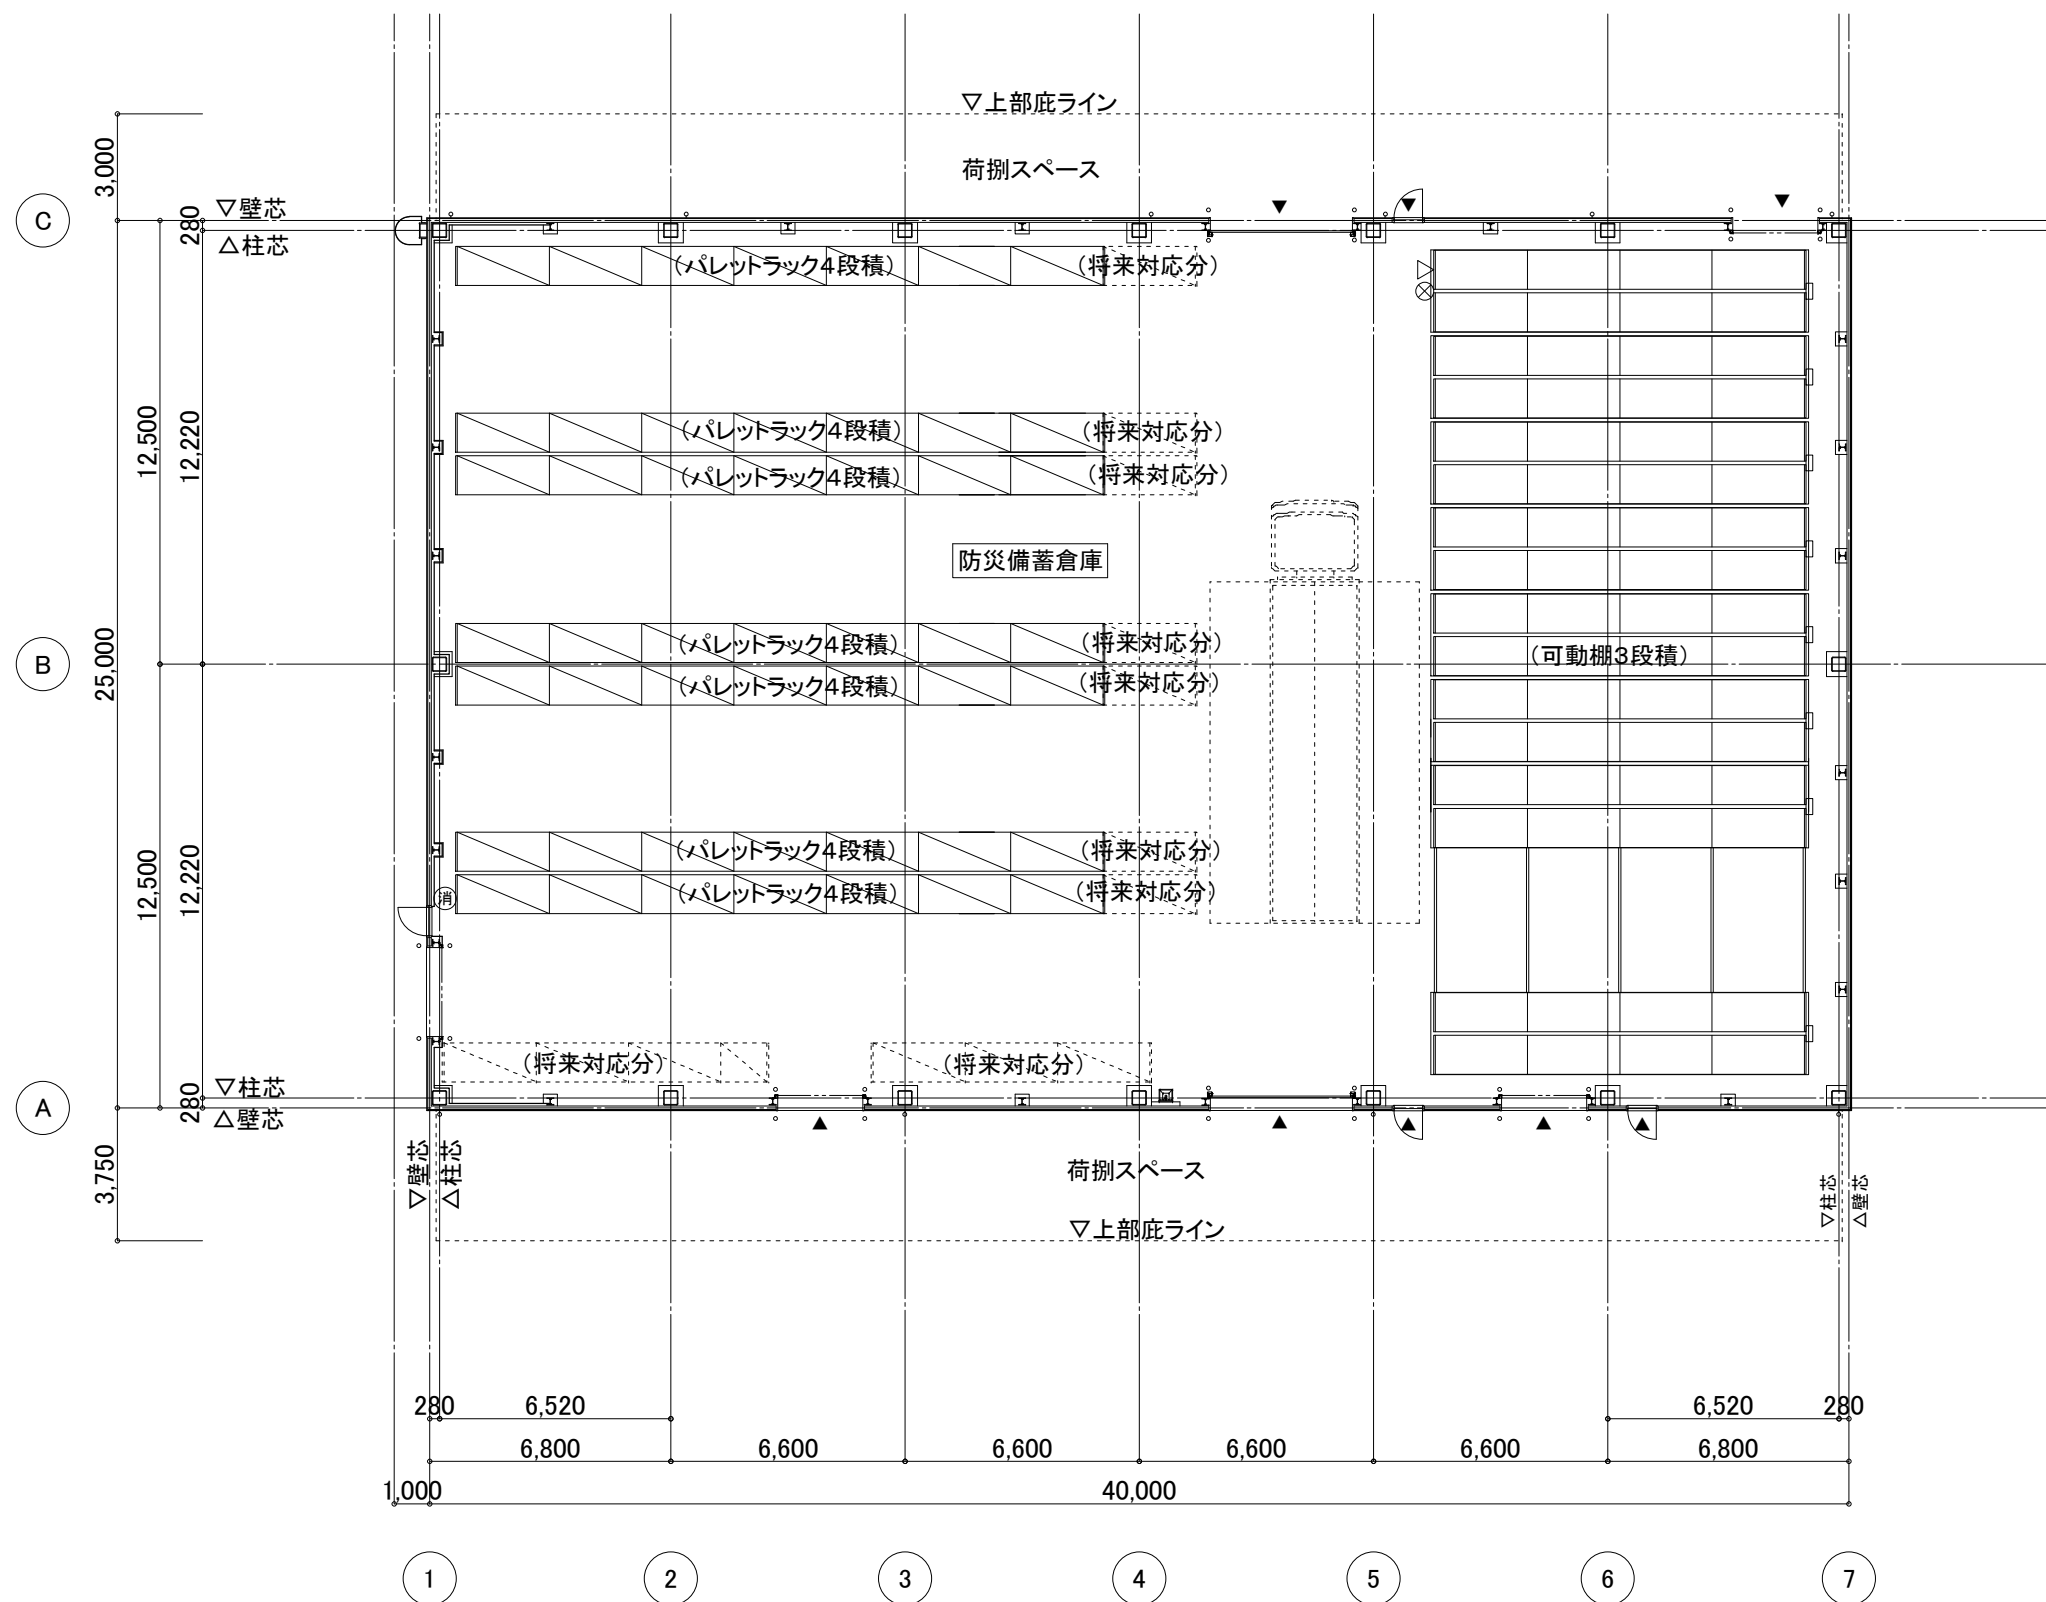 ▽上部庇ライン
3,000
荷捌スペース
C
280
▽壁芯
△柱芯
(パレットラック4段積)
(将来対応分)
12,500
12,220
(パレットラック4段積)
(将来対応分)
(パレットラック4段積)
(将来対応分)
防災備蓄倉庫
B
25,000
(パレットラック4段積)
(将来対応分)
(可動棚3段積)
(パレットラック4段積)
(将来対応分)
12,500
12,220
(パレットラック4段積)
(将来対応分)
(パレットラック4段積)
(将来対応分)
消
(将来対応分)
(将来対応分)
A
280
▽柱芯
△壁芯
3,750
▽壁芯
△柱芯
荷捌スペース
▽柱芯
△壁芯
▽上部庇ライン
280
6,520
6,520
280
6,800
6,600
6,600
6,600
6,600
6,800
1,000
40,000
1
2
3
4
5
6
7